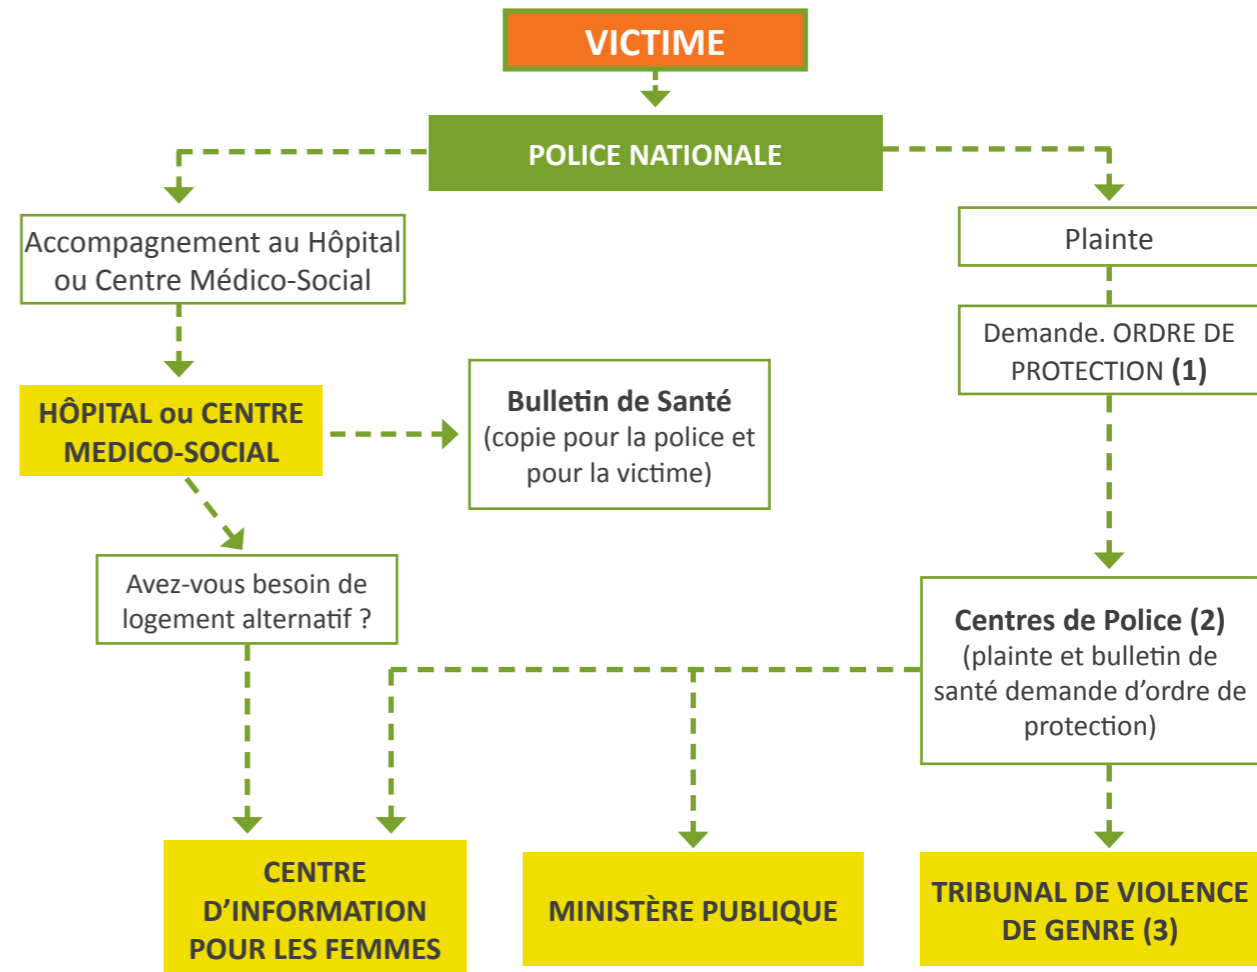 VICTIME
POLICE NATIONALE
Accompagnement au Hôpital
ou Centre Médico-Social
Plainte
Demande. ORDRE DE
PROTECTION (1)
HÔPITAL ou CENTRE
MEDICO-SOCIAL
Bulletin de Santé
(copie pour la police et
pour la victime)
Avez-vous besoin de
logement alternatif ?
Centres de Police (2)
(plainte et bulletin de
santé demande d’ordre de
protection)
CENTRE
D’INFORMATION
POUR LES FEMMES
MINISTÈRE PUBLIQUE
TRIBUNAL DE VIOLENCE
DE GENRE (3)